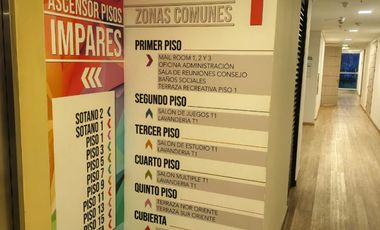 ASCENSOR PISOS
IMPARES
SOTANO 2
SOTANO 1
PISO 1
PISO 3
PISO 5
PISO 7
PISO 9
PISO 11
PISO 13
PISO 15
ZONAS COMUNES
PRIMER PISO
MAIL ROOM 1, 2 Y 3
OFICINA ADMINISTRACIÓN
SALA DE REUNIONES CONSEJO
BAÑOS SOCIALES
TERRAZA RECREATIVA PISO 1
SEGUNDO PISO
SALÓN DE JUEGOS T1
LAVANDERIA T1
TERCER PISO
SALÓN DE ESTUDIO T1
LAVANDERIA T1
CUARTO PISO
SALÓN MULTIPLE T1
LAVANDERIA T1
QUINTO PISO
TERRAZA NOR ORIENTE
TERRAZA SUR ORIENTE
CUBIERTA